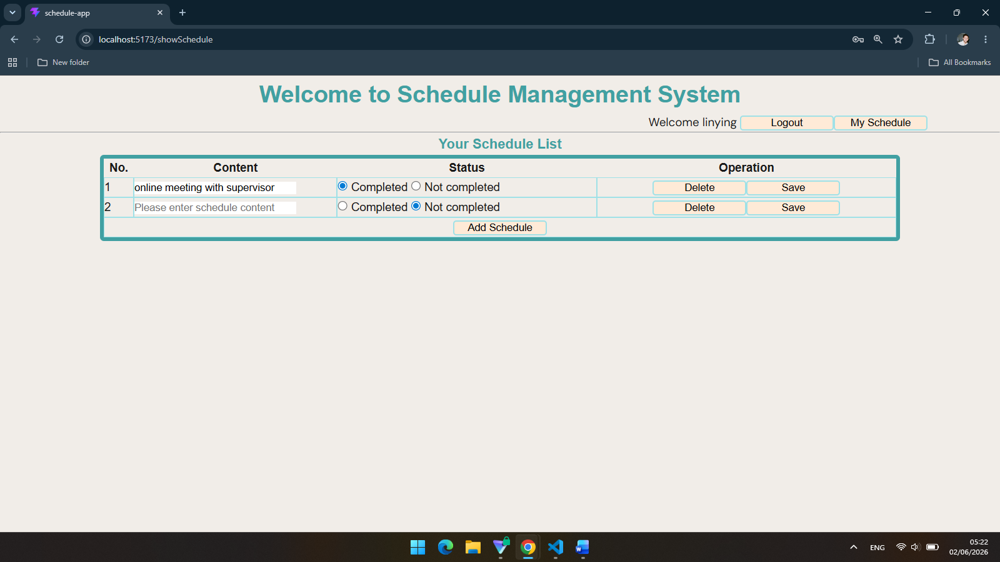 schedule-app
localhost:5173/showSchedule
New folder
All Bookmarks
Welcome to Schedule Management System
Welcome linying Logout My Schedule
Your Schedule List
No. Content Status Operation
1 online meeting with supervisor Completed Not completed Delete Save
2 Please enter schedule content Completed Not completed Delete Save
Add Schedule
ENG
05:22
02/06/2026